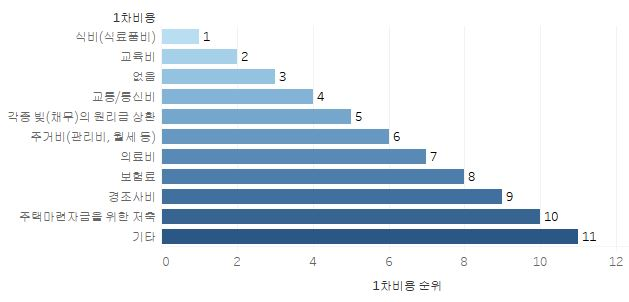 1차비용
식비(식료품비) 1
교육비 2
없음 3
교통/통신비 4
각종 빚(채무)의 원리금 상환 5
주거비(관리비, 월세 등) 6
의료비 7
보험료 8
경조사비 9
주택마련자금을 위한 저축 10
기타 11
0 2 4 6 8 10 12
1차비용 순위